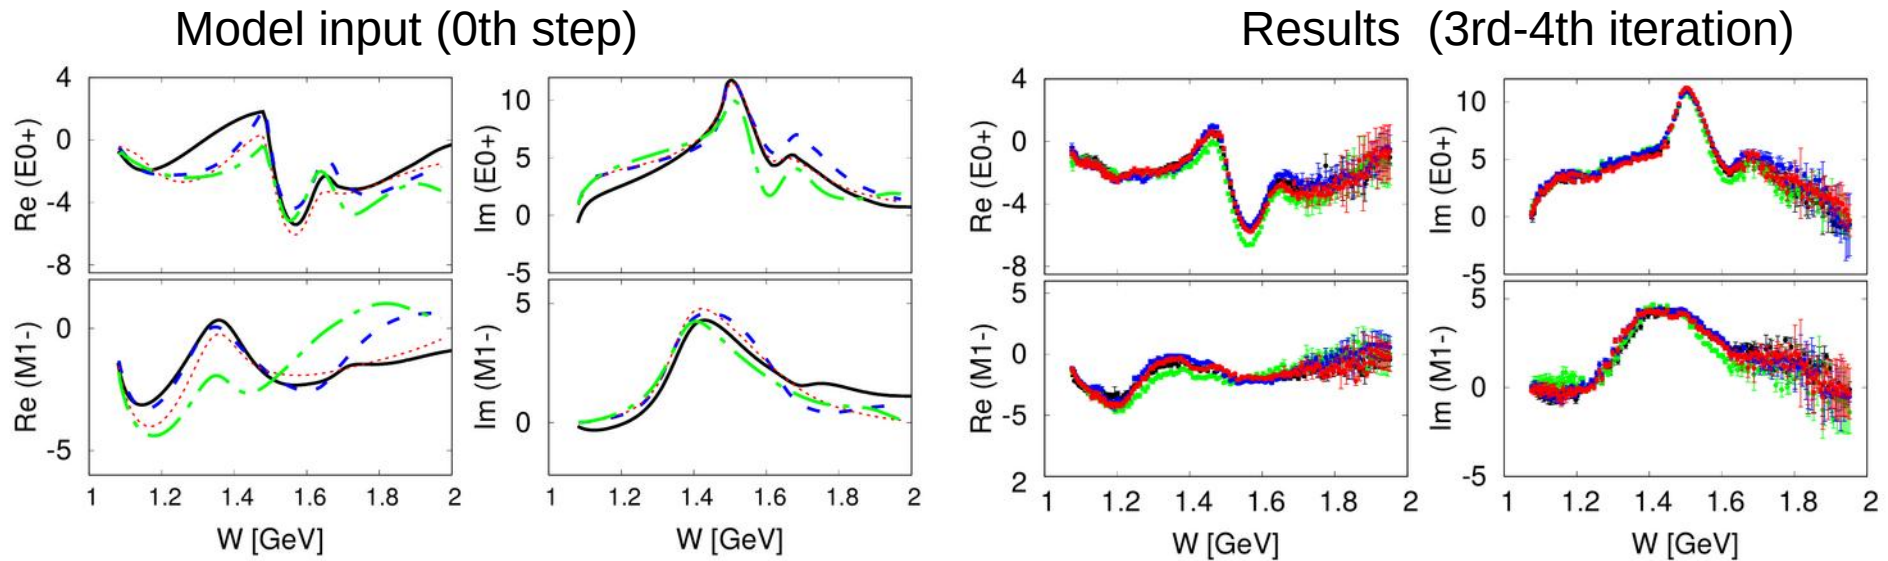 Model input (0th step)
Results (3rd-4th iteration)
Re (E0+)
4
0
-4
-8
Im (E0+)
10
5
0
-5
Re (M1-)
0
-5
1 1.2 1.4 1.6 1.8 2
W [GeV]
Im (M1-)
5
0
1.2 1.4 1.6 1.8 2
W [GeV]
Re (E0+)
4
0
-4
-8
Im (E0+)
10
5
0
-5
Re (M1-)
5
0
-5
2
1 1.2 1.4 1.6 1.8 2
W [GeV]
Im (M1-)
5
0
-5
1 1.2 1.4 1.6 1.8 2
W [GeV]